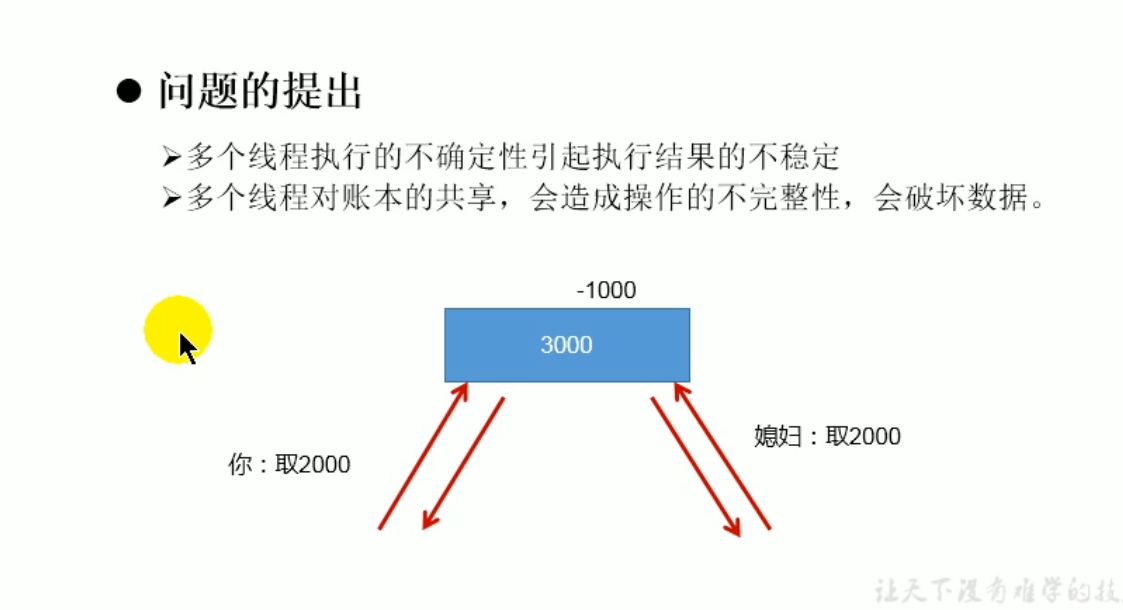 ● 问题的提出
➢多个线程执行的不确定性引起执行结果的不稳定
➢多个线程对账本的共享，会造成操作的不完整性，会破坏数据。
-1000
3000
媳妇：取2000
你：取2000
让天下没有难学的技